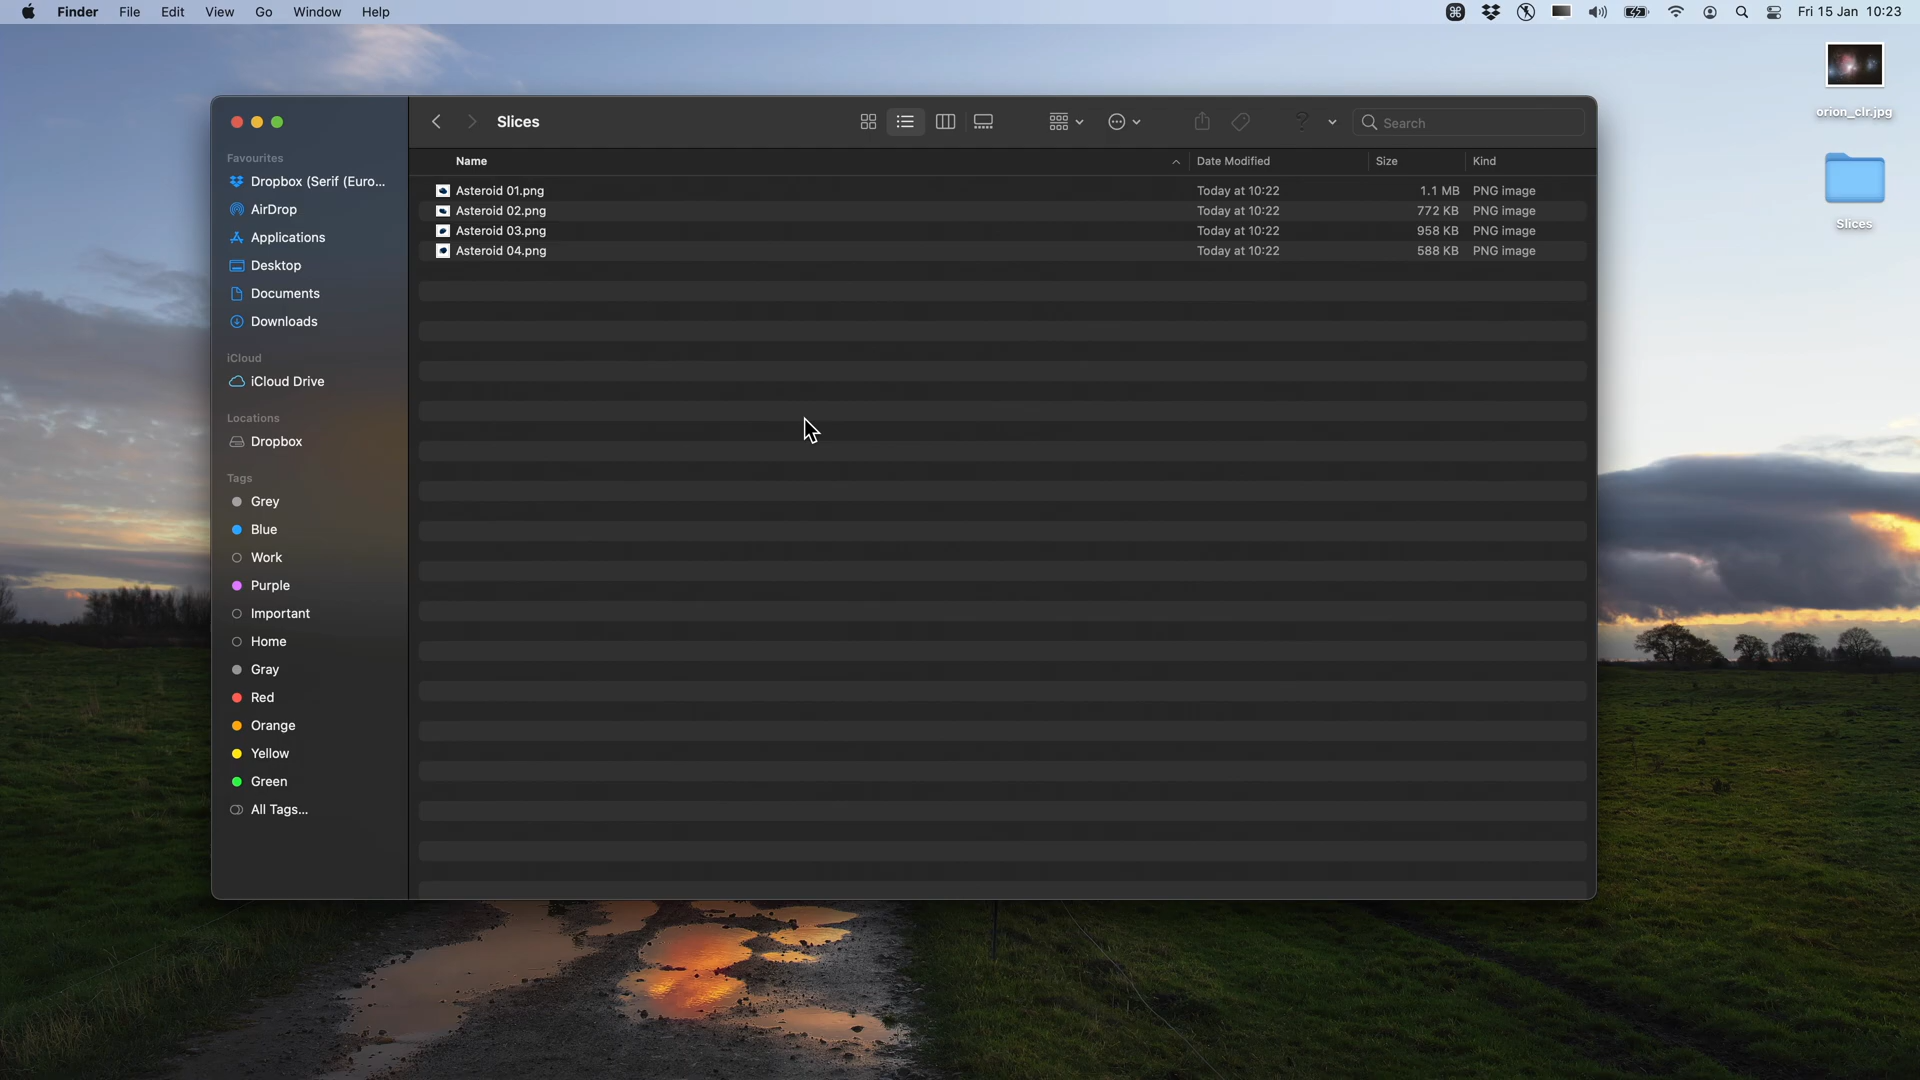 Finder File Edit View Go Window Help Fri 15 Jan 10:23
orion_clr.jpg
Slices
Slices
Search
Favourites
Dropbox (Serif (Euro...
AirDrop
Applications
Desktop
Documents
Downloads
iCloud
iCloud Drive
Locations
Dropbox
Tags
Grey
Blue
Work
Purple
Important
Home
Gray
Red
Orange
Yellow
Green
All Tags...
Name Date Modified Size Kind
Asteroid 01.png Today at 10:22 1.1 MB PNG image
Asteroid 02.png Today at 10:22 772 KB PNG image
Asteroid 03.png Today at 10:22 958 KB PNG image
Asteroid 04.png Today at 10:22 588 KB PNG image